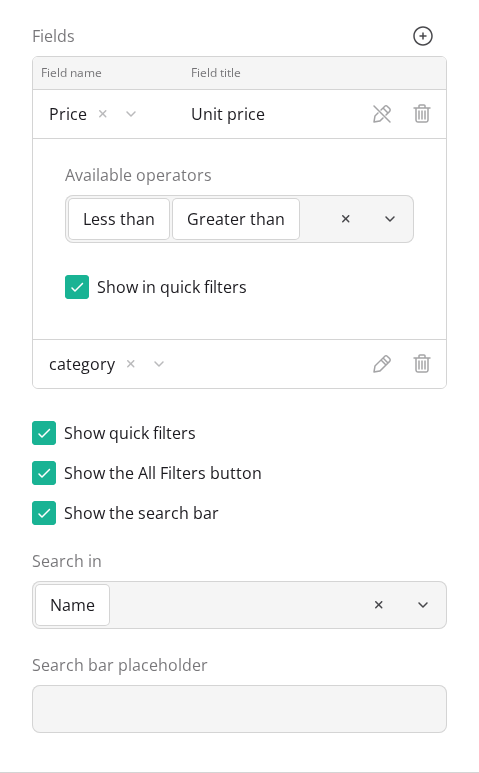 Fields
Field name Field title
Price Unit price
Available operators
Less than Greater than
Show in quick filters
category
Show quick filters
Show the All Filters button
Show the search bar
Search in
Name
Search bar placeholder